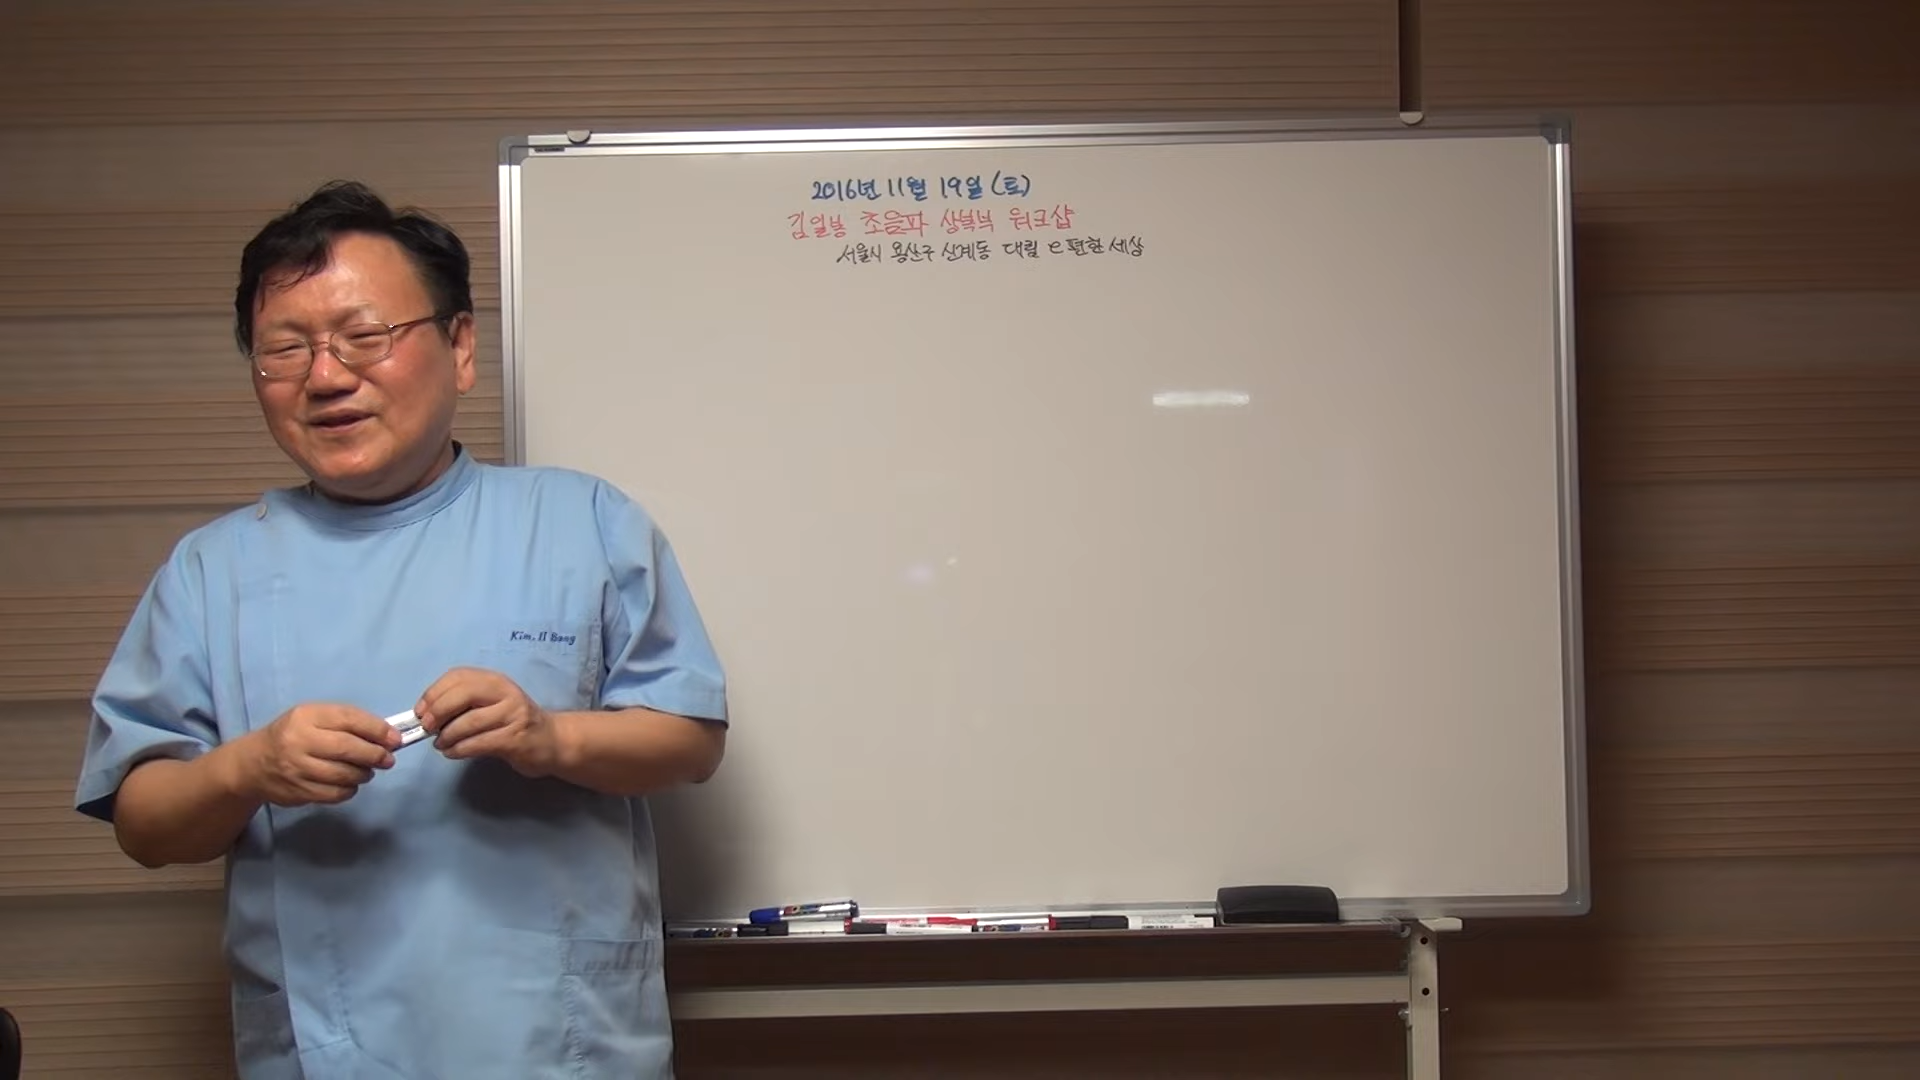 2016년 11월 19일 (토)
김일봉 초음파 상복부 워크샵
서울시 용산구 신계동 대림 e편한세상
Kim. Il Bong